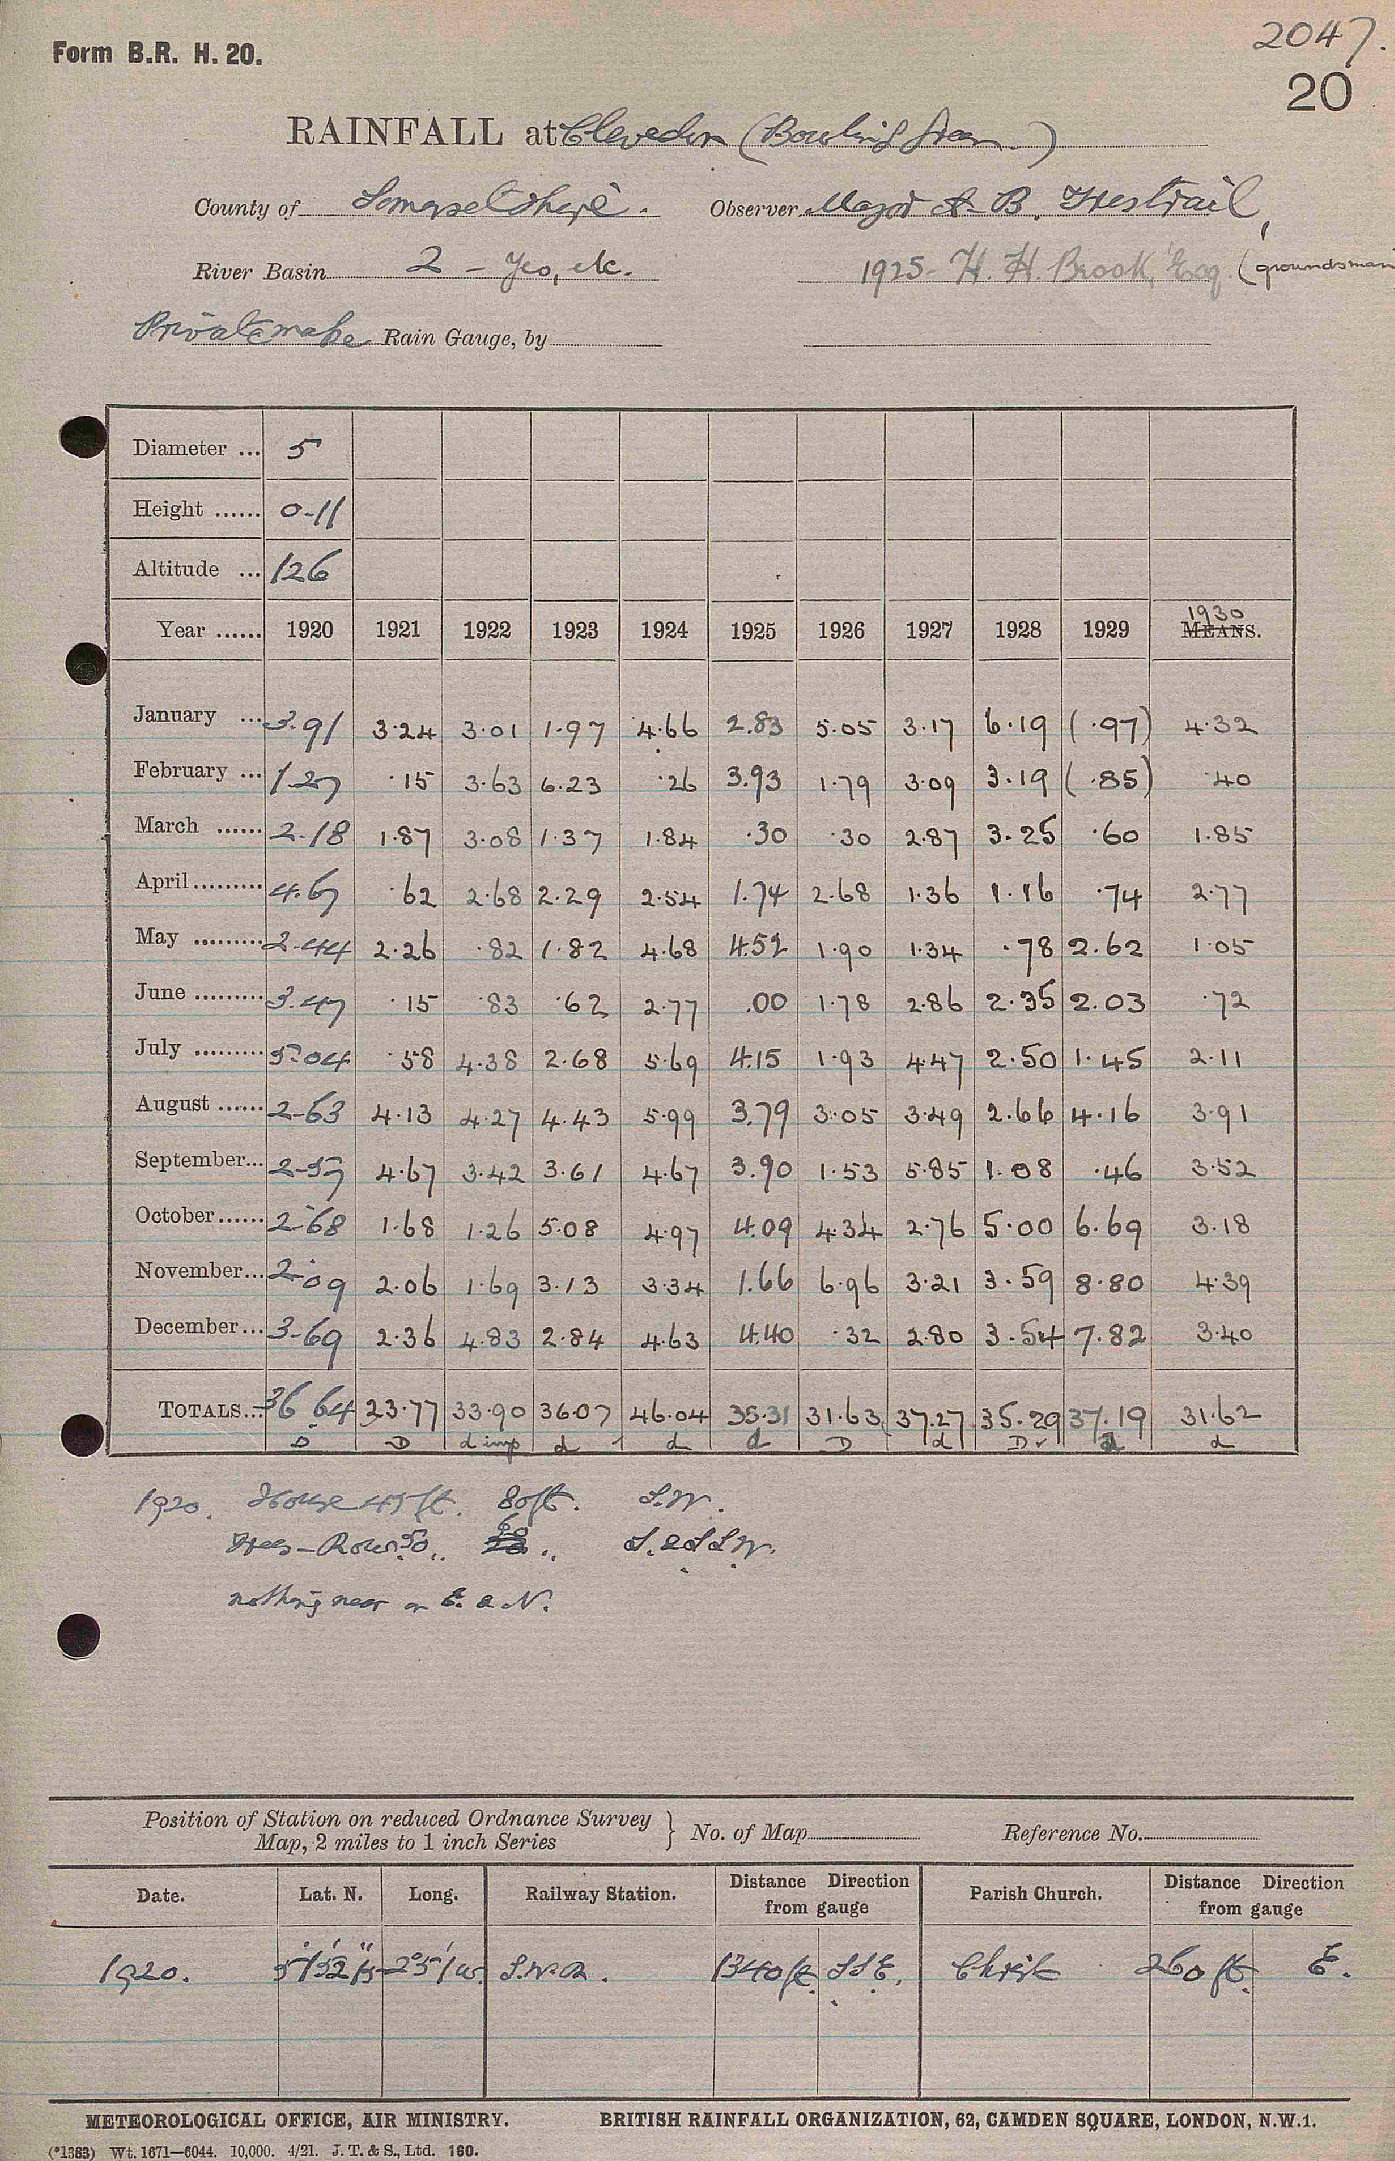 Form B.R. H. 20.
2047.
20
RAINFALL at Clevedon (Bowling Green)
County of Somersetshire. Observer Major A. B.
River Basin 2 - Yeo, etc. 1925- H. H. Brook, Esq (groundsman
Private make Rain Gauge, by
Diameter ... 5
Height ...... 0-11
Altitude ... 126
Year ...... 1920 1921 1922 1923 1924 1925 1926 1927 1928 1929 1930 MEANS.
January ... 3.91 3.24 3.01 1.97 4.66 2.83 5.05 3.17 6.19 (.97) 4.32
February ... 1.27 .15 3.63 6.23 .26 3.93 1.79 3.09 3.19 (.85) .40
March ...... 2.18 1.87 3.08 1.37 1.84 .30 .30 2.87 3.25 .60 1.85
April ......... 4.67 .62 2.68 2.29 2.54 1.74 2.68 1.36 1.16 .74 2.77
May ......... 2.44 2.26 .82 1.82 4.68 4.52 1.90 1.34 .78 2.62 1.05
June ......... 3.47 .15 .83 .62 2.77 .00 1.78 2.86 2.35 2.03 .72
July ......... 5.04 .58 4.38 2.68 5.69 4.15 1.93 4.47 2.50 1.45 2.11
August ...... 2.63 4.13 4.27 4.43 5.99 3.79 3.05 3.49 2.66 4.16 3.91
September... 2.57 4.67 3.42 3.61 4.67 3.90 1.53 5.85 1.08 .46 3.52
October...... 2.68 1.68 1.26 5.08 4.97 4.09 4.34 2.76 5.00 6.69 3.18
November... 2.09 2.06 1.69 3.13 3.34 1.66 6.96 3.21 3.59 8.80 4.39
December... 3.69 2.36 4.83 2.84 4.63 4.40 .32 2.80 3.54 7.82 3.40
TOTALS... 36.64 23.77 33.90 36.07 46.04 35.31 31.63 37.27 35.29 37.19 31.62
D D d imp d d d D d D d d
1920. House 45 ft. 80 ft. S.W.
Trees - Row 50 " " S. & S.S.W.
nothing near on E. & N.
Position of Station on reduced Ordnance Survey
Map, 2 miles to 1 inch Series } No. of Map Reference No.
Date. Lat. N. Long. Railway Station. Distance Direction from gauge Parish Church. Distance Direction from gauge
1920. 51°52'15" 2°51'W. 1340 ft. SSE. Christ 260 ft. E.
METEOROLOGICAL OFFICE, AIR MINISTRY. BRITISH RAINFALL ORGANIZATION, 62, CAMDEN SQUARE, LONDON, N.W.1.
(*1383) Wt. 1671—6044. 10,000. 4/21. J. T. & S., Ltd. 160.